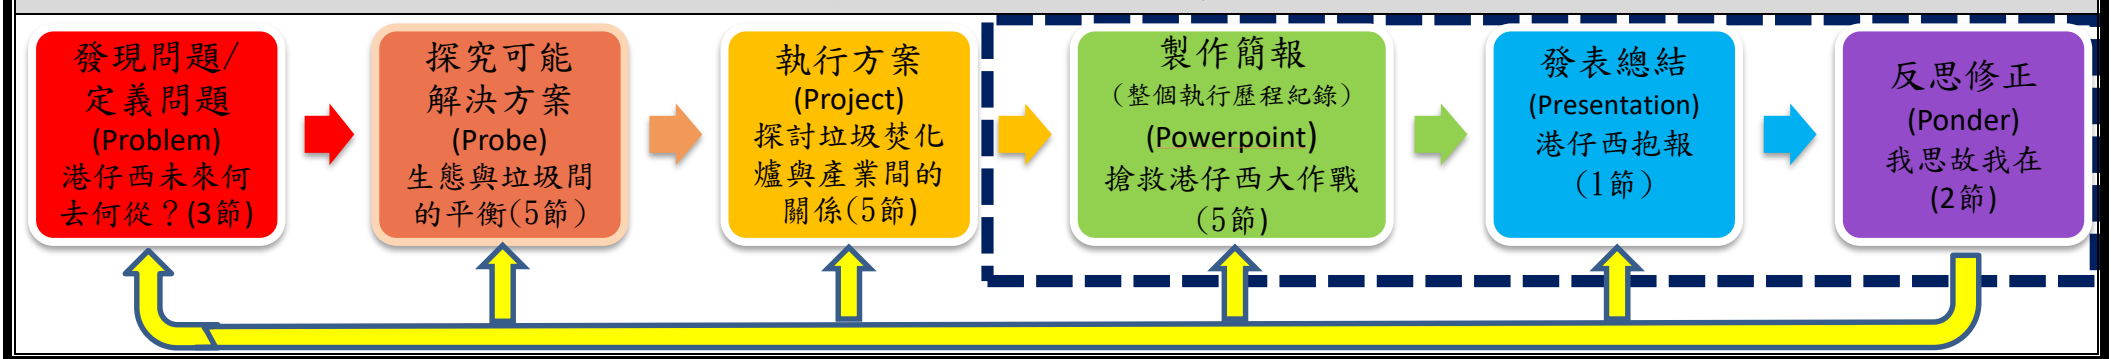 發現問題/
定義問題
(Problem)
港仔西未來何
去何從？(3節)
探究可能
解決方案
(Probe)
生態與垃圾間
的平衡(5節）
執行方案
(Project)
探討垃圾焚化
爐與產業間的
關係(5節)
製作簡報
（整個執行歷程紀錄）
(Powerpoint)
搶救港仔西大作戰
（5節)
發表總結
(Presentation)
港仔西抱報
（1節）
反思修正
(Ponder)
我思故我在
(2節)